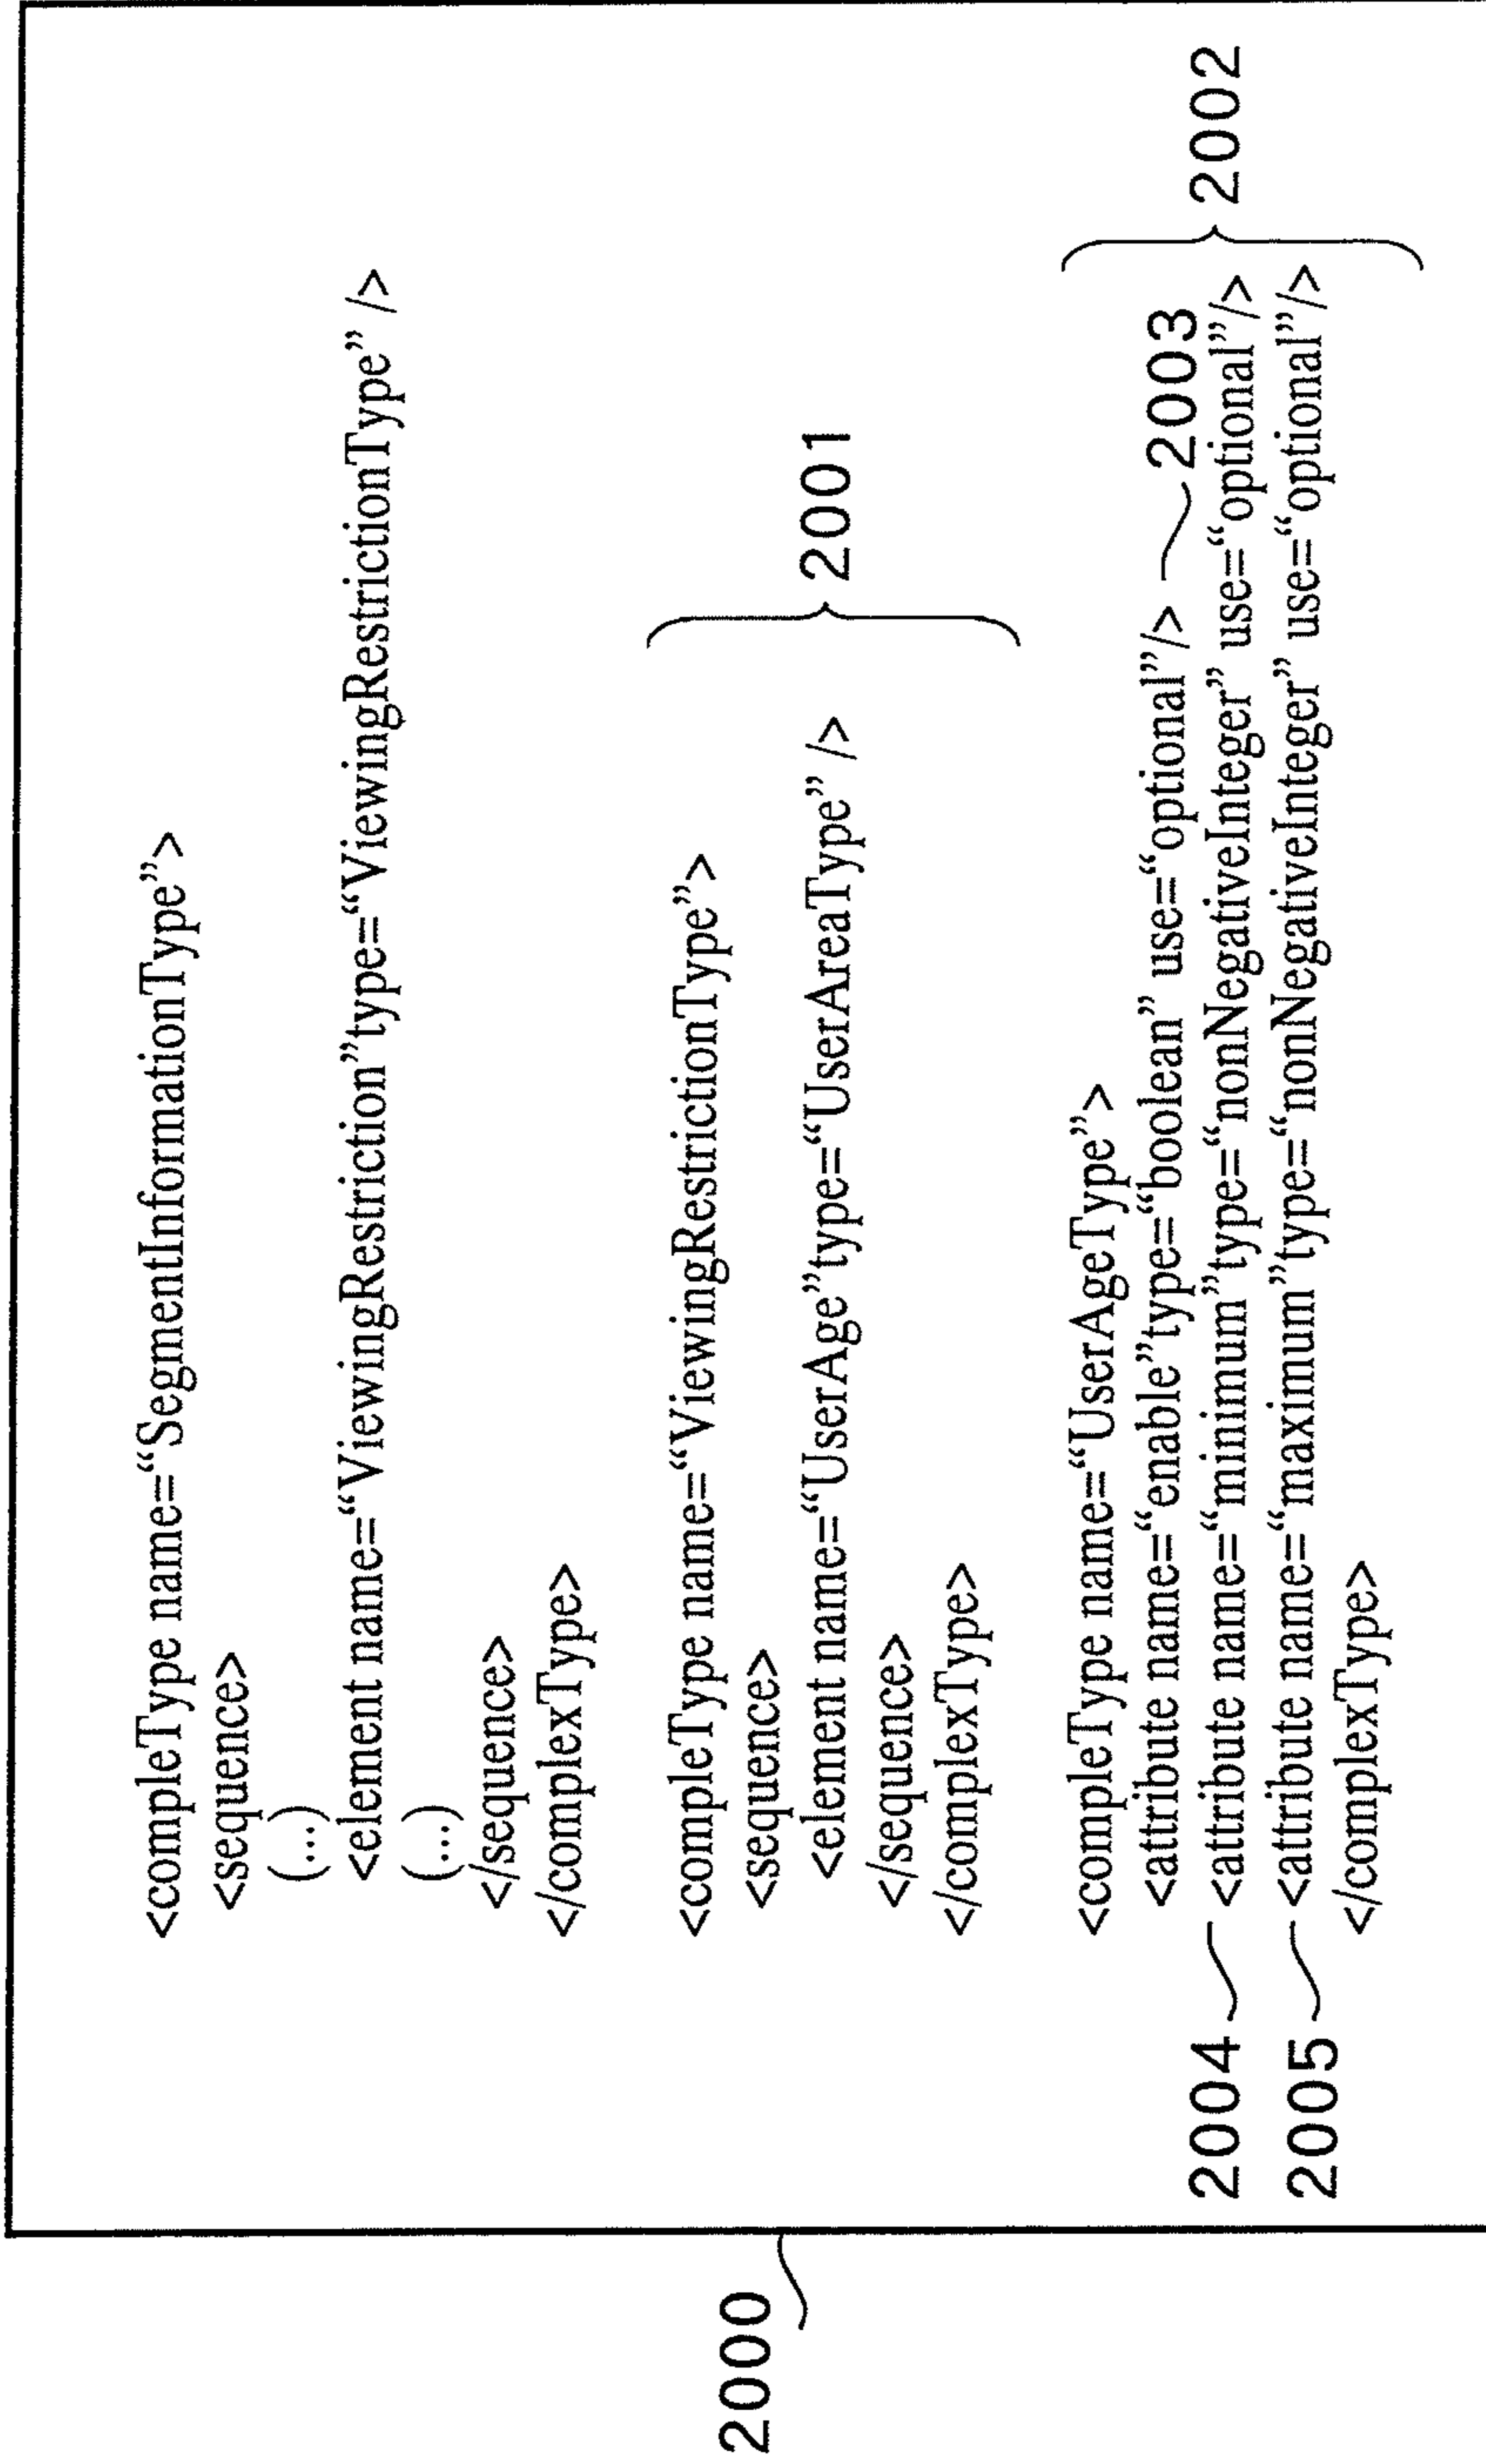 2000
<compleType name=“SegmentInformationType”>
<sequence>
(...)
<element name=“ViewingRestriction”type=“ViewingRestrictionType” />
(...)
</sequence>
</complexType>
<compleType name=“ViewingRestrictionType”>
<sequence>
<element name=“UserAge”type=“UserAreaType” />
</sequence>
</complexType>
2001
<compleType name=“UserAgeType”>
<attribute name=“enable”type=“boolean” use=“optional”/> 2003
2004 <attribute name=“minimum”type=“nonNegativeInteger” use=“optional”/>
2005 <attribute name=“maximum”type=“nonNegativeInteger” use=“optional”/>
</complexType>
2002